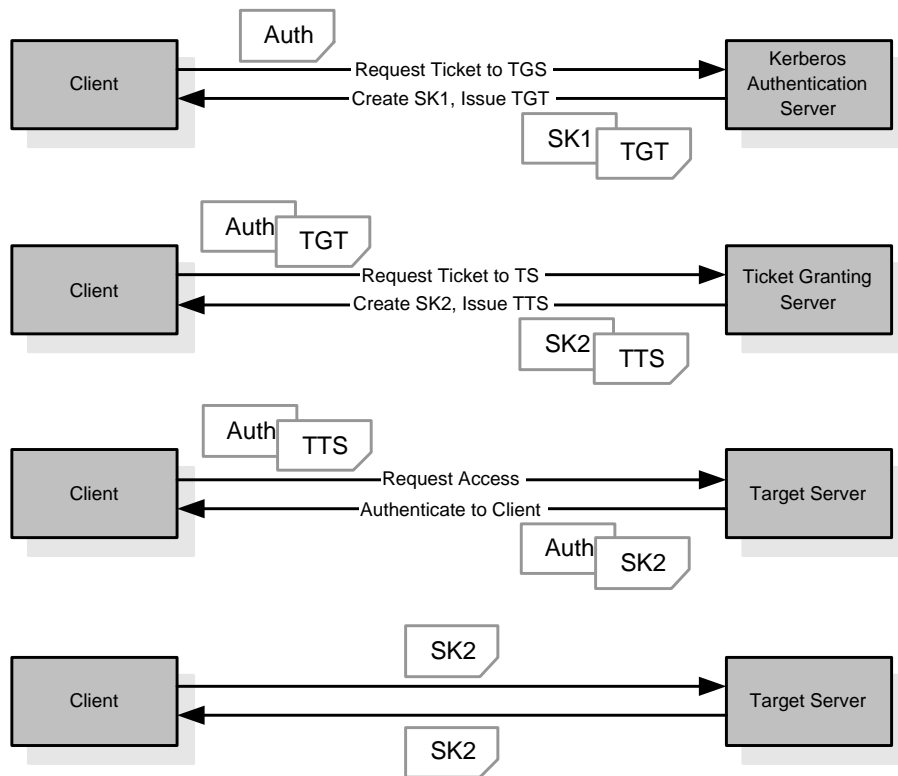 Auth
Client
Request Ticket to TGS
Create SK1, Issue TGT
Kerberos
Authentication
Server
SK1
TGT
Auth
TGT
Client
Request Ticket to TS
Create SK2, Issue TTS
Ticket Granting
Server
SK2
TTS
Auth
TTS
Client
Request Access
Authenticate to Client
Target Server
Auth
SK2
SK2
Client
Target Server
SK2